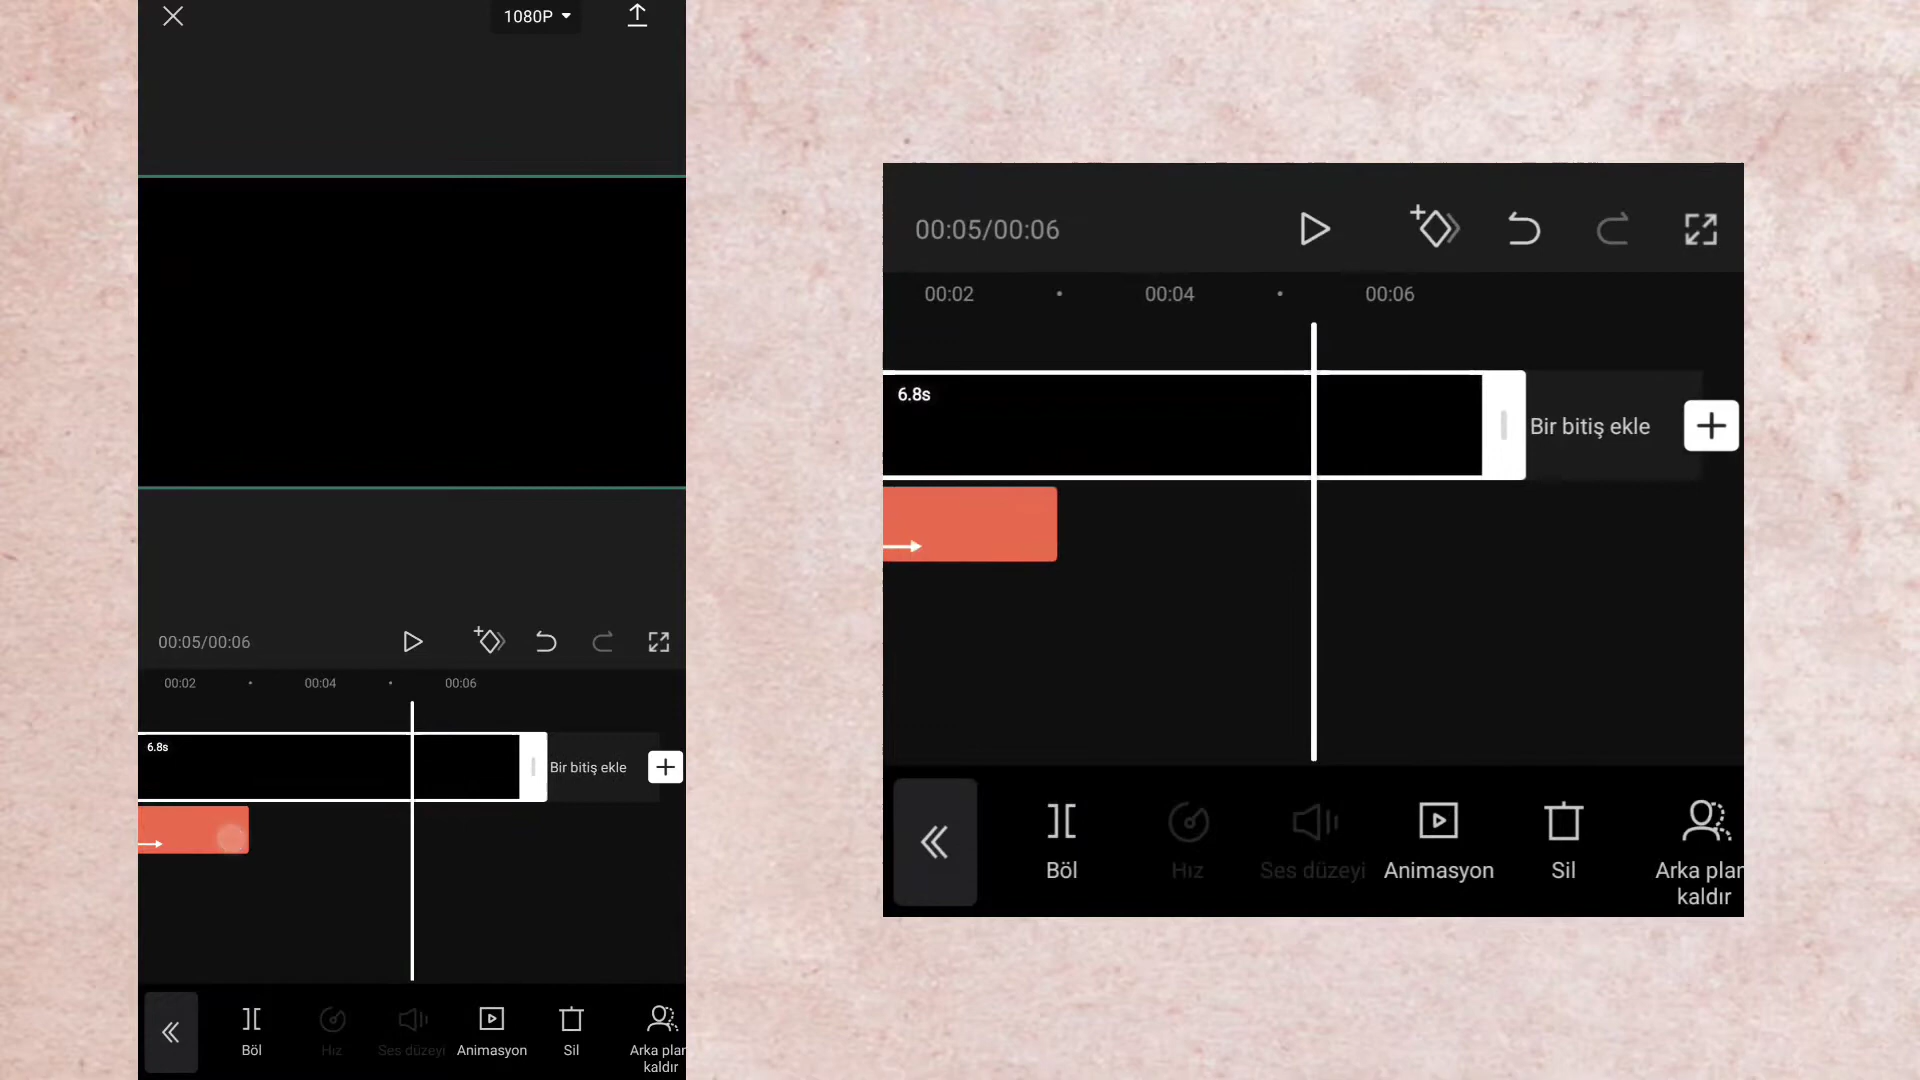 1080P
00:05/00:06
00:02
00:04
00:06
6.8s
Bir bitiş ekle
Böl
Hız
Ses düzeyi
Animasyon
Sil
Arka plan
kaldır
00:05/00:06
00:02
00:04
00:06
6.8s
Bir bitiş ekle
Böl
Hız
Ses düzeyi
Animasyon
Sil
Arka plan
kaldır